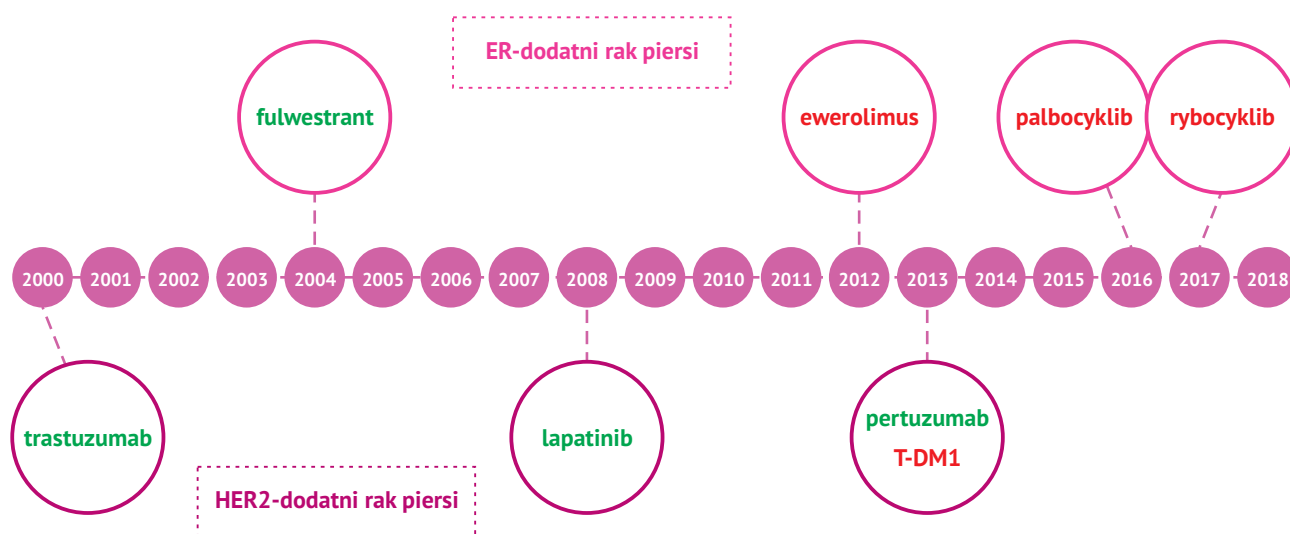 ER-dodatni rak piersi
fulwestrant
ewerolimus
palbocyklib
rybocyklib
2000 2001 2002 2003 2004 2005 2006 2007 2008 2009 2010 2011 2012 2013 2014 2015 2016 2017 2018
trastuzumab
lapatinib
pertuzumab
T-DM1
HER2-dodatni rak piersi